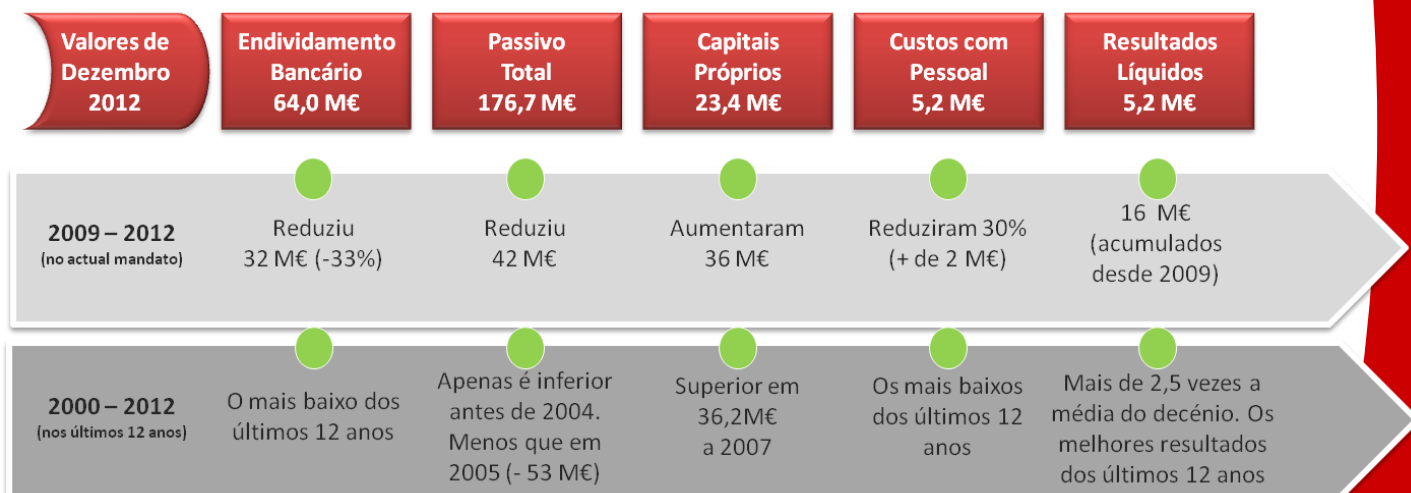 Valores de
Dezembro
2012
Endividamento
Bancário
64,0 M€
Passivo
Total
176,7 M€
Capitais
Próprios
23,4 M€
Custos com
Pessoal
5,2 M€
Resultados
Líquidos
5,2 M€
2009 – 2012
(no actual mandato)
Reduziu
32 M€ (-33%)
Reduziu
42 M€
Aumentaram
36 M€
Reduziram 30%
(+ de 2 M€)
16 M€
(acumulados
desde 2009)
2000 – 2012
(nos últimos 12 anos)
O mais baixo dos
últimos 12 anos
Apenas é inferior
antes de 2004.
Menos que em
2005 (- 53 M€)
Superior em
36,2M€
a 2007
Os mais baixos
dos últimos 12
anos
Mais de 2,5 vezes a
média do decénio. Os
melhores resultados
dos últimos 12 anos